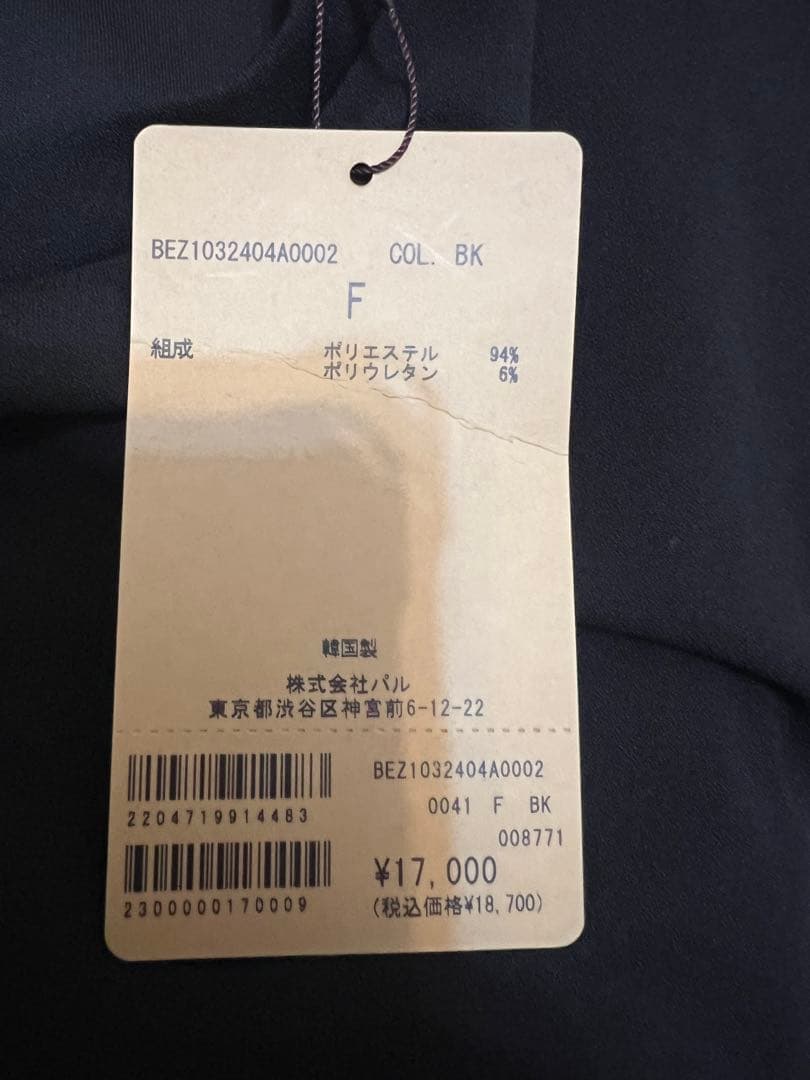 BEZ1032404A0002 COL. BK
F
組成 ポリエステル 94%
ポリウレタン 6%
韓国製
株式会社パル
東京都渋谷区神宮前6-12-22
BEZ1032404A0002
0041 F BK
008771
2204719914483
¥17,000
(税込価格¥18,700)
2300000170009